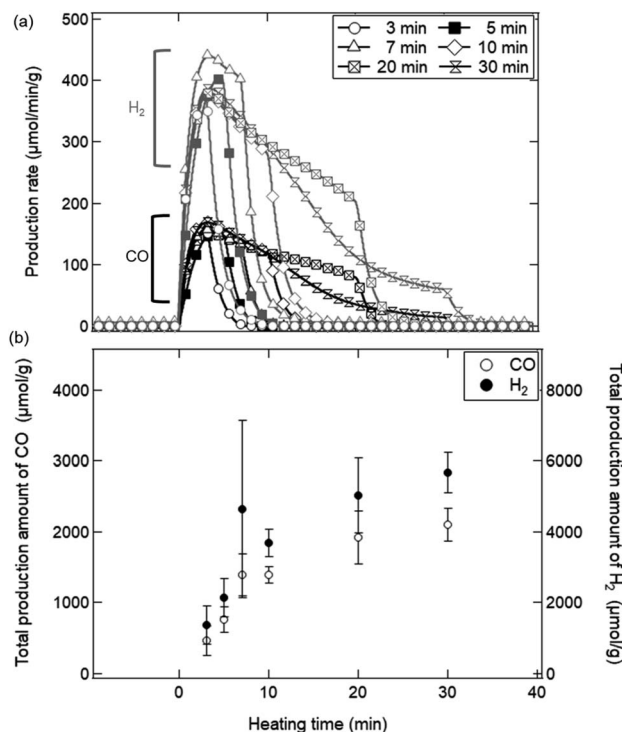 (a)
500
400
300
200
100
0
Production rate (μmol/min/g)
H₂
CO
3 min 5 min
7 min 10 min
20 min 30 min
(b)
4000
3000
2000
1000
0
Total production amount of CO (μmol/g)
CO
H₂
8000
6000
4000
2000
0
Total production amount of H₂ (μmol/g)
0 10 20 30 40
Heating time (min)